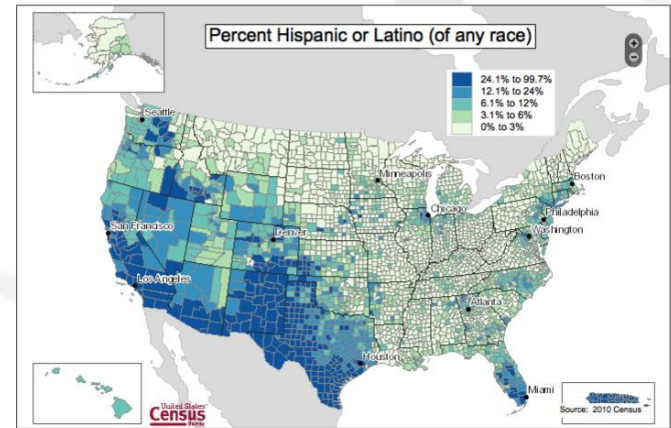 Percent Hispanic or Latino (of any race)
24.1% to 99.7%
12.1% to 24%
6.1% to 12%
3.1% to 6%
0% to 3%
Seattle
Minneapolis
Boston
Chicago
Philadelphia
Washington
San Francisco
Denver
Los Angeles
Atlanta
Houston
Miami
United States
Census
Bureau
Source: 2010 Census